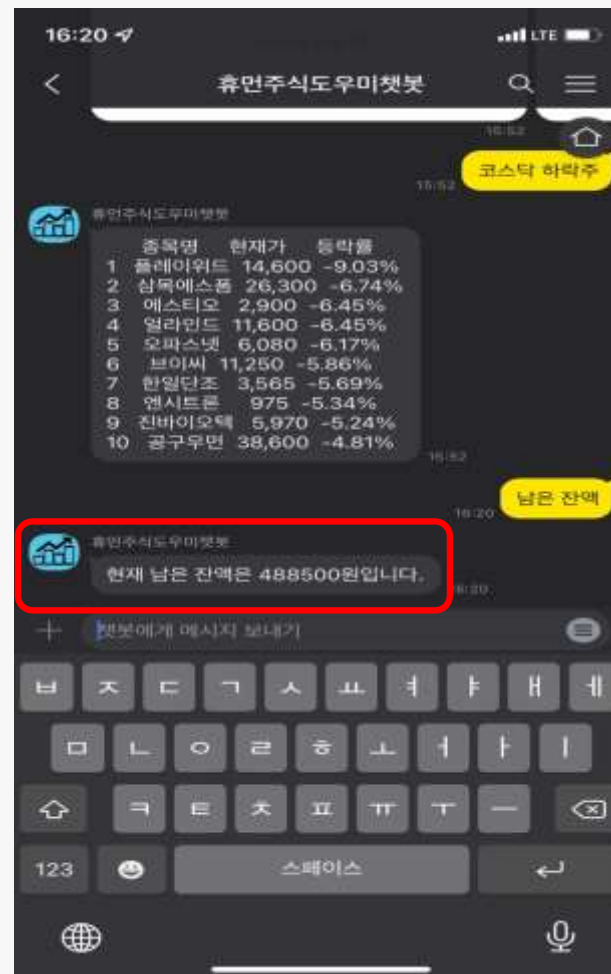 16:20
LTE
휴먼주식도우미챗봇
15:52
코스닥 하락주
15:52
휴먼주식도우미챗봇
종목명 현재가 등락률
1 플레이위드 14,600 -9.03%
2 삼목에스폼 26,300 -6.74%
3 에스티오 2,900 -6.45%
4 얼라인드 11,600 -6.45%
5 오파스넷 6,080 -6.17%
6 브이씨 11,250 -5.86%
7 한일단조 3,565 -5.69%
8 엔시트론 975 -5.34%
9 진바이오텍 5,970 -5.24%
10 공구우먼 38,600 -4.81%
15:52
남은 잔액
16:20
휴먼주식도우미챗봇
현재 남은 잔액은 488500원입니다.
16:20
챗봇에게 메시지 보내기
ㅂ ㅈ ㄷ ㄱ ㅅ ㅛ ㅕ ㅑ ㅐ ㅔ
ㅁ ㄴ ㅇ ㄹ ㅎ ㅗ ㅓ ㅏ ㅣ
ㅋ ㅌ ㅊ ㅍ ㅠ ㅜ ㅡ
123 스페이스